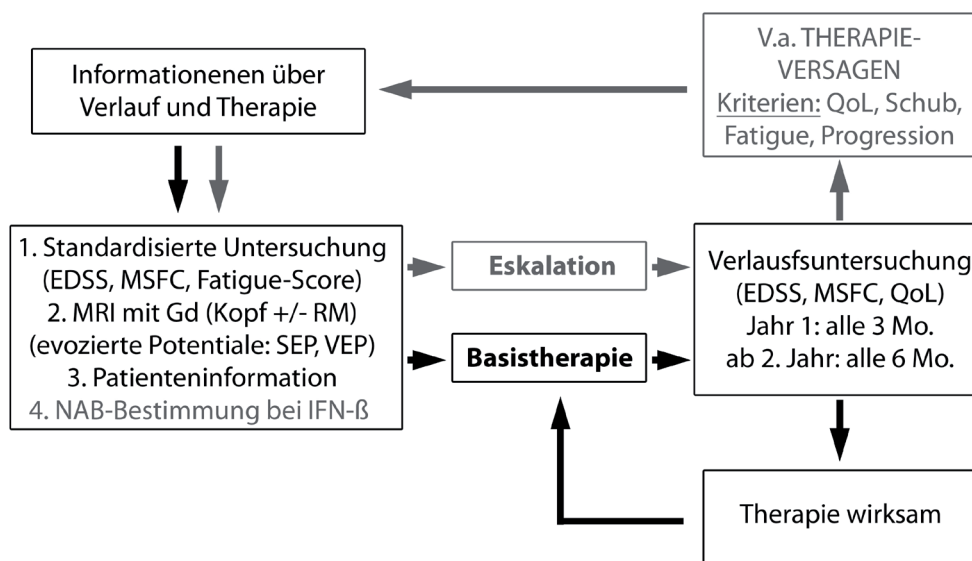 Informationenen über
Verlauf und Therapie
V.a. THERAPIE-
VERSAGEN
Kriterien: QoL, Schub,
Fatigue, Progression
1. Standardisierte Untersuchung
(EDSS, MSFC, Fatigue-Score)
2. MRI mit Gd (Kopf +/- RM)
(evozierte Potentiale: SEP, VEP)
3. Patienteninformation
4. NAB-Bestimmung bei IFN-ß
Eskalation
Basistherapie
Verlausfsuntersuchung
(EDSS, MSFC, QoL)
Jahr 1: alle 3 Mo.
ab 2. Jahr: alle 6 Mo.
Therapie wirksam